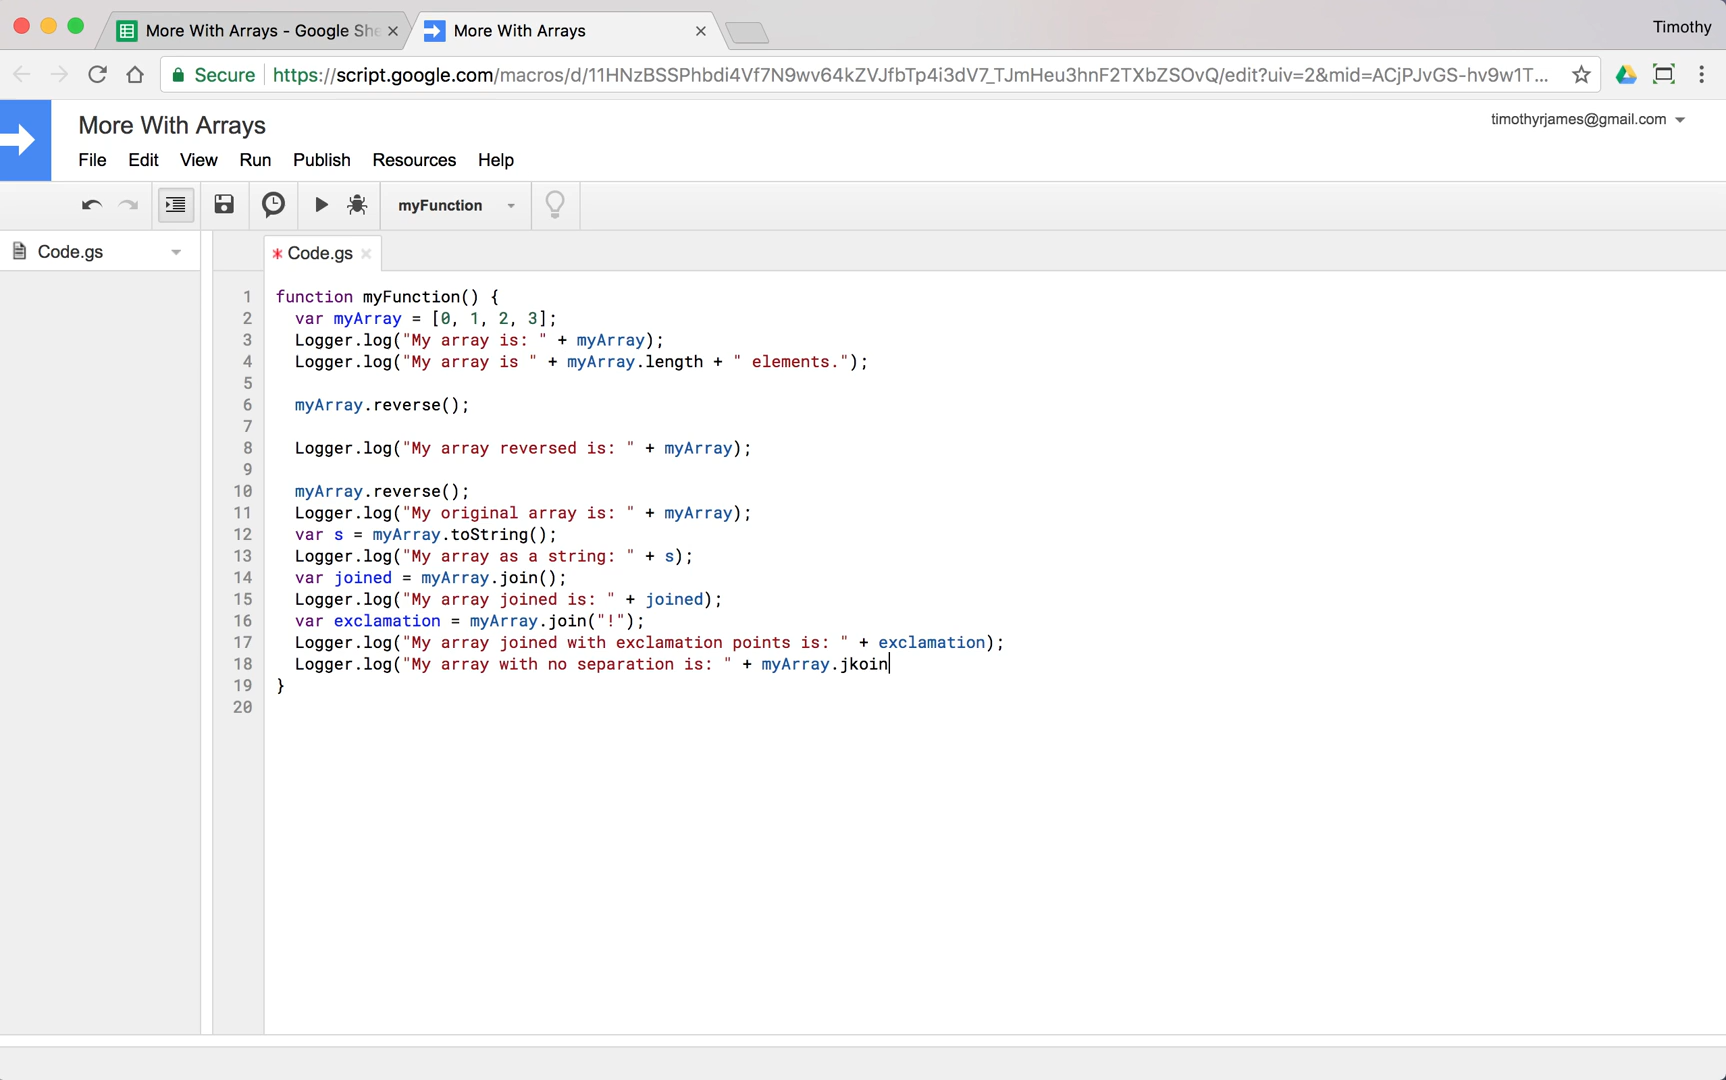 More With Arrays - Google She
More With Arrays
Timothy
Secure
https://script.google.com/macros/d/11HNzBSSPhbdi4Vf7N9wv64kZVJfbTp4i3dV7_TJmHeu3hnF2TXbZSOvQ/edit?uiv=2&mid=ACjPJvGS-hv9w1T...
More With Arrays
timothyrjames@gmail.com
File Edit View Run Publish Resources Help
myFunction
Code.gs
* Code.gs
1 function myFunction() {
2 var myArray = [0, 1, 2, 3];
3 Logger.log("My array is: " + myArray);
4 Logger.log("My array is " + myArray.length + " elements.");
5
6 myArray.reverse();
7
8 Logger.log("My array reversed is: " + myArray);
9
10 myArray.reverse();
11 Logger.log("My original array is: " + myArray);
12 var s = myArray.toString();
13 Logger.log("My array as a string: " + s);
14 var joined = myArray.join();
15 Logger.log("My array joined is: " + joined);
16 var exclamation = myArray.join("!");
17 Logger.log("My array joined with exclamation points is: " + exclamation);
18 Logger.log("My array with no separation is: " + myArray.jkoin
19 }
20